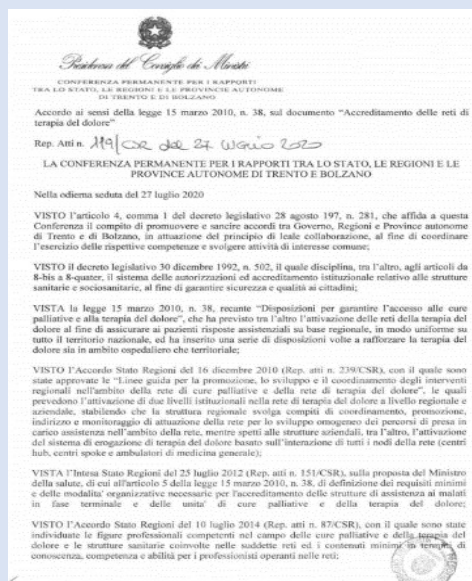 Presidenza del Consiglio dei Ministri
CONFERENZA PERMANENTE PER I RAPPORTI
TRA LO STATO, LE REGIONI E LE PROVINCIE AUTONOME
DI TRENTO E DI BOLZANO
Accordo ai sensi della legge 15 marzo 2010, n. 38, sul documento “Accreditamento delle reti di
terapia del dolore”
Rep. Atti n. 119/CSR del 27 luglio 2020
LA CONFERENZA PERMANENTE PER I RAPPORTI TRA LO STATO, LE REGIONI E LE
PROVINCE AUTONOME DI TRENTO E BOLZANO
Nella odierna seduta del 27 luglio 2020
VISTO l’articolo 4, comma 1 del decreto legislativo 28 agosto 197, n. 281, che affida a questa
Conferenza il compito di promuovere e sancire accordi tra Governo, Regioni e Province autonome
di Trento e di Bolzano, in attuazione del principio di leale collaborazione, al fine di coordinare
l’esercizio delle rispettive competenze e svolgere attività di interesse comune;
VISTO il decreto legislativo 30 dicembre 1992, n. 502, il quale disciplina, tra l’altro, agli articoli da
8-bis a 8-quater, il sistema delle autorizzazioni ed accreditamento istituzionale relativo alle strutture
sanitarie e sociosanitarie, al fine di garantire sicurezza e qualità ai cittadini;
VISTA la legge 15 marzo 2010, n. 38, recante “Disposizioni per garantire l’accesso alle cure
palliative e alla terapia del dolore”, che ha previsto tra l’altro l’attivazione delle reti della terapia del
dolore al fine di assicurare ai pazienti risposte assistenziali su base regionale, in modo uniforme su
tutto il territorio nazionale, ed ha inserito una serie di disposizioni volte a rafforzare la terapia del
dolore sia in ambito ospedaliero che territoriale;
VISTO l’Accordo Stato Regioni del 16 dicembre 2010 (Rep. atti n. 239/CSR), con il quale sono
state approvate le “Linee guida per la promozione, lo sviluppo e il coordinamento degli interventi
regionali nell’ambito della rete di cure palliative e della rete di terapia del dolore”, le quali
prevedono l’attivazione di due livelli istituzionali nella rete di terapia del dolore a livello regionale e
aziendale, stabilendo che la struttura regionale svolga compiti di coordinamento, promozione,
indirizzo e monitoraggio di attuazione della rete per lo sviluppo omogeneo dei percorsi di presa in
carico assistenza nell’ambito della rete, mentre spetti alle strutture aziendali, tra l’altro, l’attivazione
del sistema di erogazione di terapia del dolore basato sull’interazione di tutti i nodi della rete (centri
hub, centri spoke e ambulatori di medicina generale);
VISTA l’Intesa Stato Regioni del 25 luglio 2012 (Rep. atti n. 151/CSR), sulla proposta del Ministro
della salute, di cui all’articolo 5 della legge 15 marzo 2010, n. 38, di definizione dei requisiti minimi
e delle modalita’ organizzative necessarie per l’accreditamento delle strutture di assistenza ai malati
in fase terminale e delle unita’ di cure palliative e della terapia del dolore;
VISTO l’Accordo Stato Regioni del 10 luglio 2014 (Rep. atti n. 87/CSR), con il quale sono state
individuate le figure professionali competenti nel campo delle cure palliative e della terapia del
dolore e le strutture sanitarie coinvolte nelle suddette reti ed i contenuti minimi in termini di
conoscenza, competenza e abilità per i professionisti operanti nelle reti;